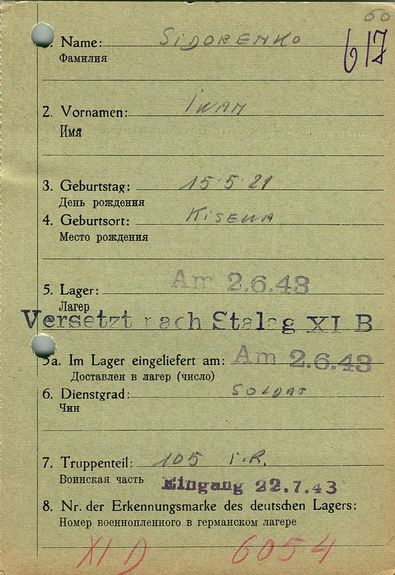 60
1. Name: SIDORENKO
617
Фамилия
2. Vornamen: IWAN
Имя
3. Geburtstag: 15.5.21
День рождения
4. Geburtsort: KISEWA
Место рождения
5. Lager: Am 2.6.43
Лагер
Versetzt nach Stalag XI B
5a. Im Lager eingeliefert am: Am 2.6.43
Доставлен в лагер (число)
6. Dienstgrad: SOLDAT
Чин
7. Truppenteil: 105 I.R.
Воинская часть Eingang 22.7.43
8. Nr. der Erkennungsmarke des deutschen Lagers:
Номер военнопленного в германском лагере
XI D 6054